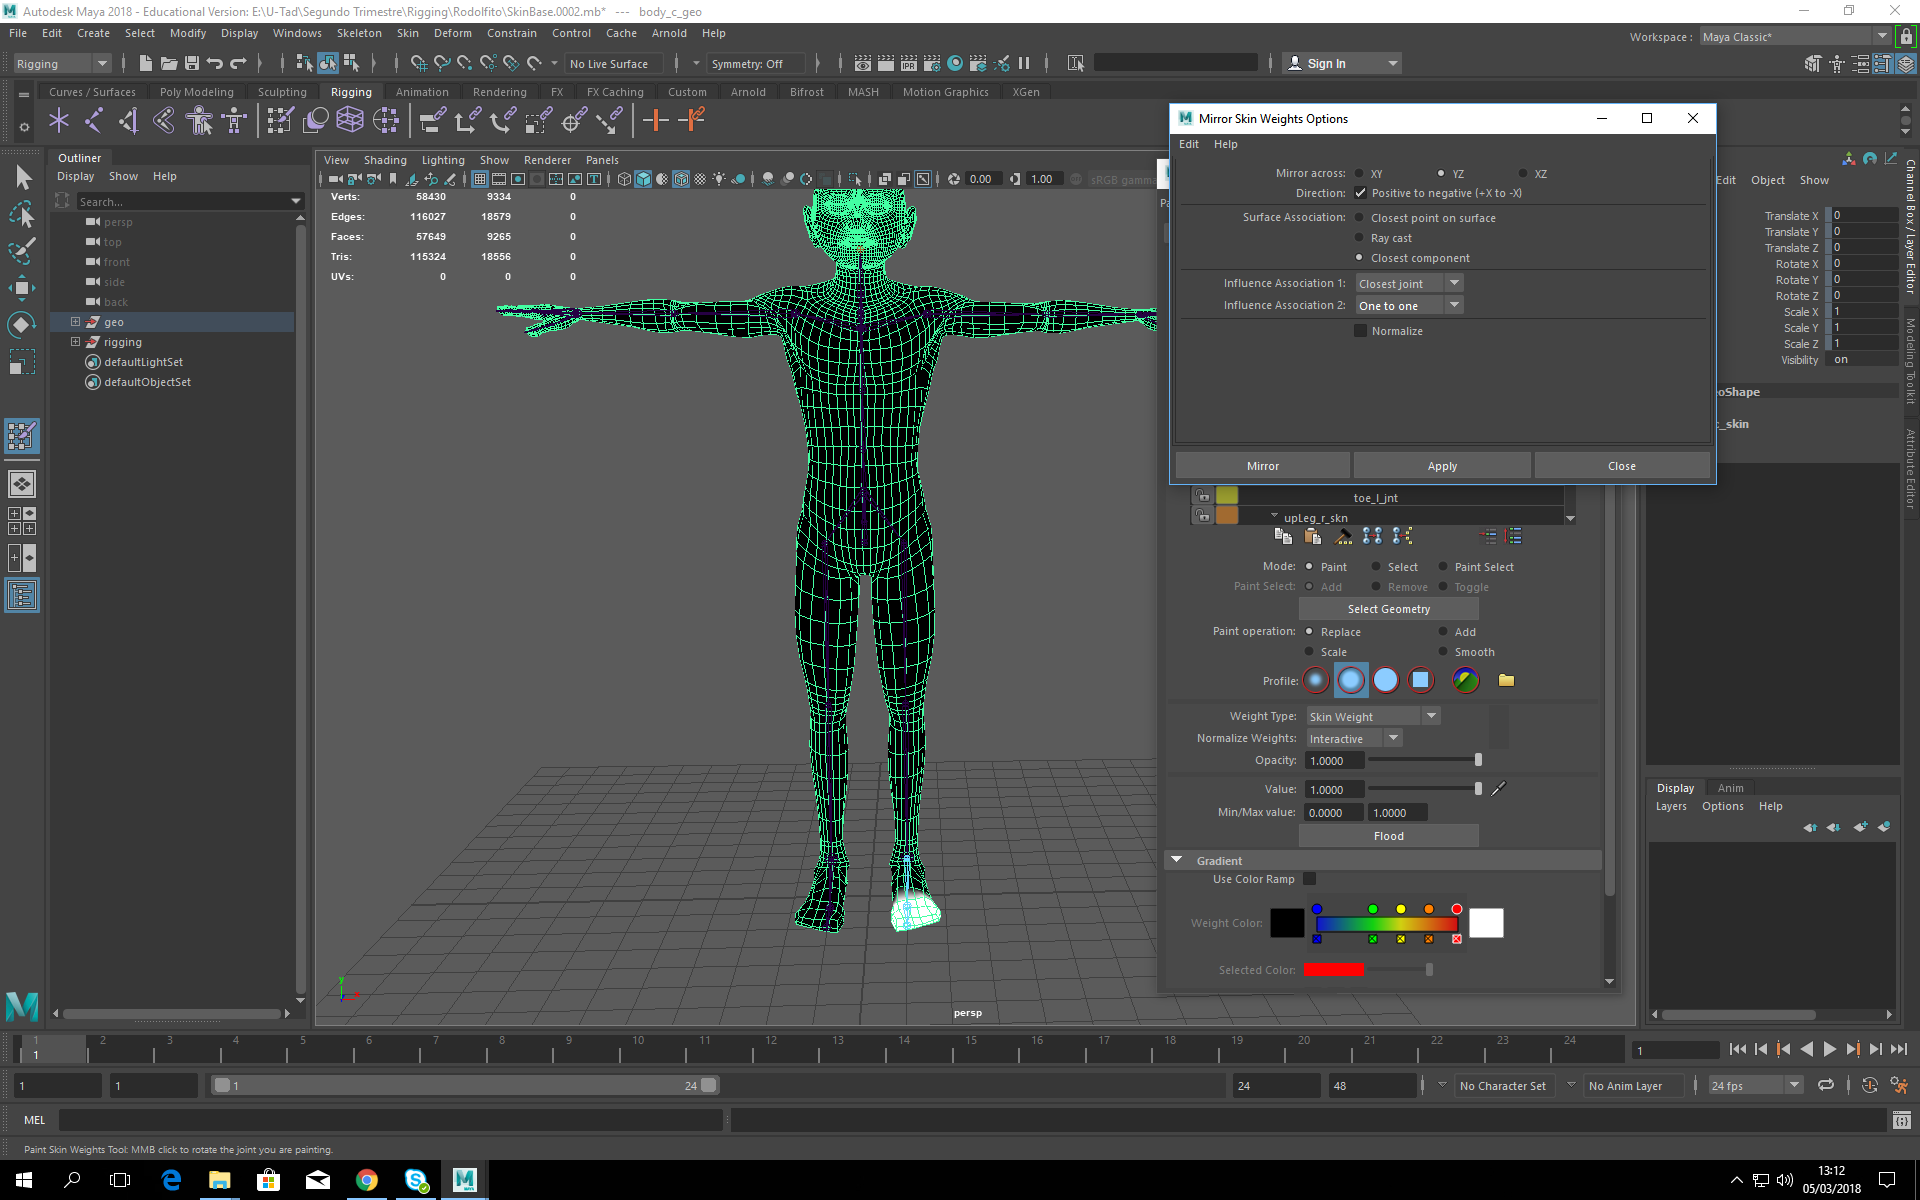 Autodesk Maya 2018 - Educational Version: E:\U-Tad\Segundo Trimestre\Rigging\Rodolfito\SkinBase.0002.mb*   ---   body_c_geo
File Edit Create Select Modify Display Windows Skeleton Skin Deform Constrain Control Cache Arnold Help
Workspace : Maya Classic*
Rigging No Live Surface Symmetry: Off Sign In
Curves / Surfaces Poly Modeling Sculpting Rigging Animation Rendering FX FX Caching Custom Arnold Bifrost MASH Motion Graphics XGen
Outliner
Display Show Help
Search...
persp
top
front
side
back
geo
rigging
defaultLightSet
defaultObjectSet
View Shading Lighting Show Renderer Panels
0.00 1.00 sRGB gamma
Verts: 58430 9334 0
Edges: 116027 18579 0
Faces: 57649 9265 0
Tris: 115324 18556 0
UVs: 0 0 0
persp
Mirror Skin Weights Options
Edit Help
Mirror across: XY YZ XZ
Direction: Positive to negative (+X to -X)
Surface Association: Closest point on surface
Ray cast
Closest component
Influence Association 1: Closest joint
Influence Association 2: One to one
Normalize
Mirror Apply Close
toe_l_jnt
upLeg_r_skn
Mode: Paint Select Paint Select
Paint Select: Add Remove Toggle
Select Geometry
Paint operation: Replace Add
Scale Smooth
Profile:
Weight Type: Skin Weight
Normalize Weights: Interactive
Opacity: 1.0000
Value: 1.0000
Min/Max value: 0.0000 1.0000
Flood
Gradient
Use Color Ramp
Weight Color:
Selected Color:
Edit Object Show
Translate X 0
Translate Y 0
Translate Z 0
Rotate X 0
Rotate Y 0
Rotate Z 0
Scale X 1
Scale Y 1
Scale Z 1
Visibility on
oShape
_skin
Channel Box / Layer Editor
Modeling Toolkit
Attribute Editor
Display Anim
Layers Options Help
1 2 3 4 5 6 7 8 9 10 11 12 13 14 15 16 17 18 19 20 21 22 23 24
1 1
1 1 1 24 24 48 No Character Set No Anim Layer 24 fps
MEL
Paint Skin Weights Tool: MMB click to rotate the joint you are painting.
13:12
05/03/2018